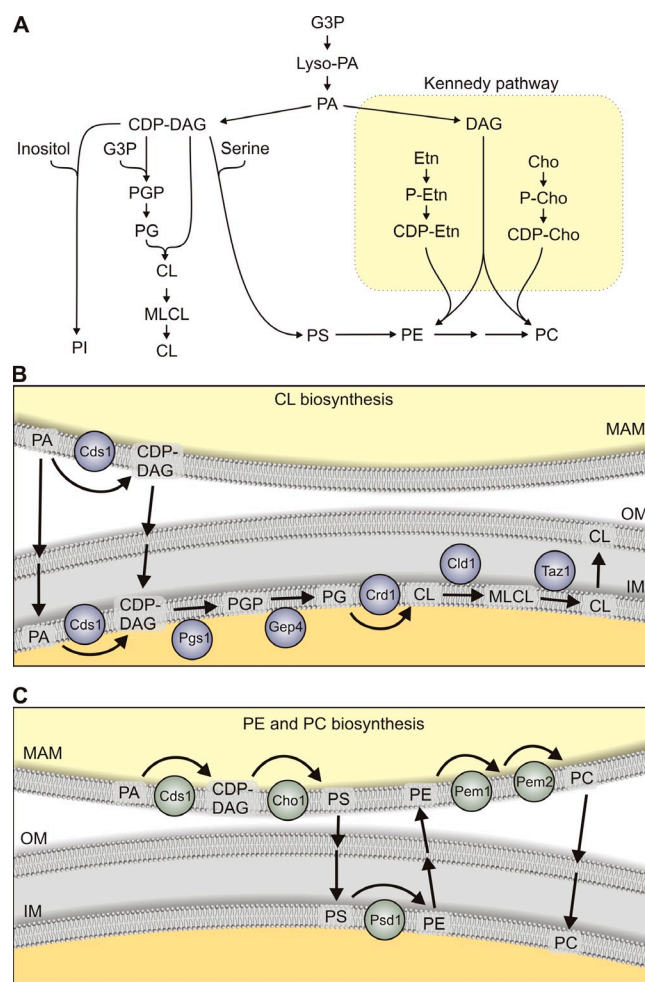 A
G3P
Lyso-PA
Kennedy pathway
PA
CDP-DAG
DAG
Inositol
G3P
Serine
Etn
Cho
PGP
P-Etn
P-Cho
PG
CDP-Etn
CDP-Cho
CL
MLCL
PS
PE
PC
PI
CL
B
CL biosynthesis
MAM
PA
Cds1
CDP-
DAG
OM
CL
Cld1
Taz1
IM
CDP-
DAG
PGP
PG
Crd1
CL
MLCL
CL
PA
Cds1
Pgs1
Gep4
C
PE and PC biosynthesis
MAM
PA
Cds1
CDP-
DAG
Cho1
PS
PE
Pem1
Pem2
PC
OM
IM
PS
Psd1
PE
PC